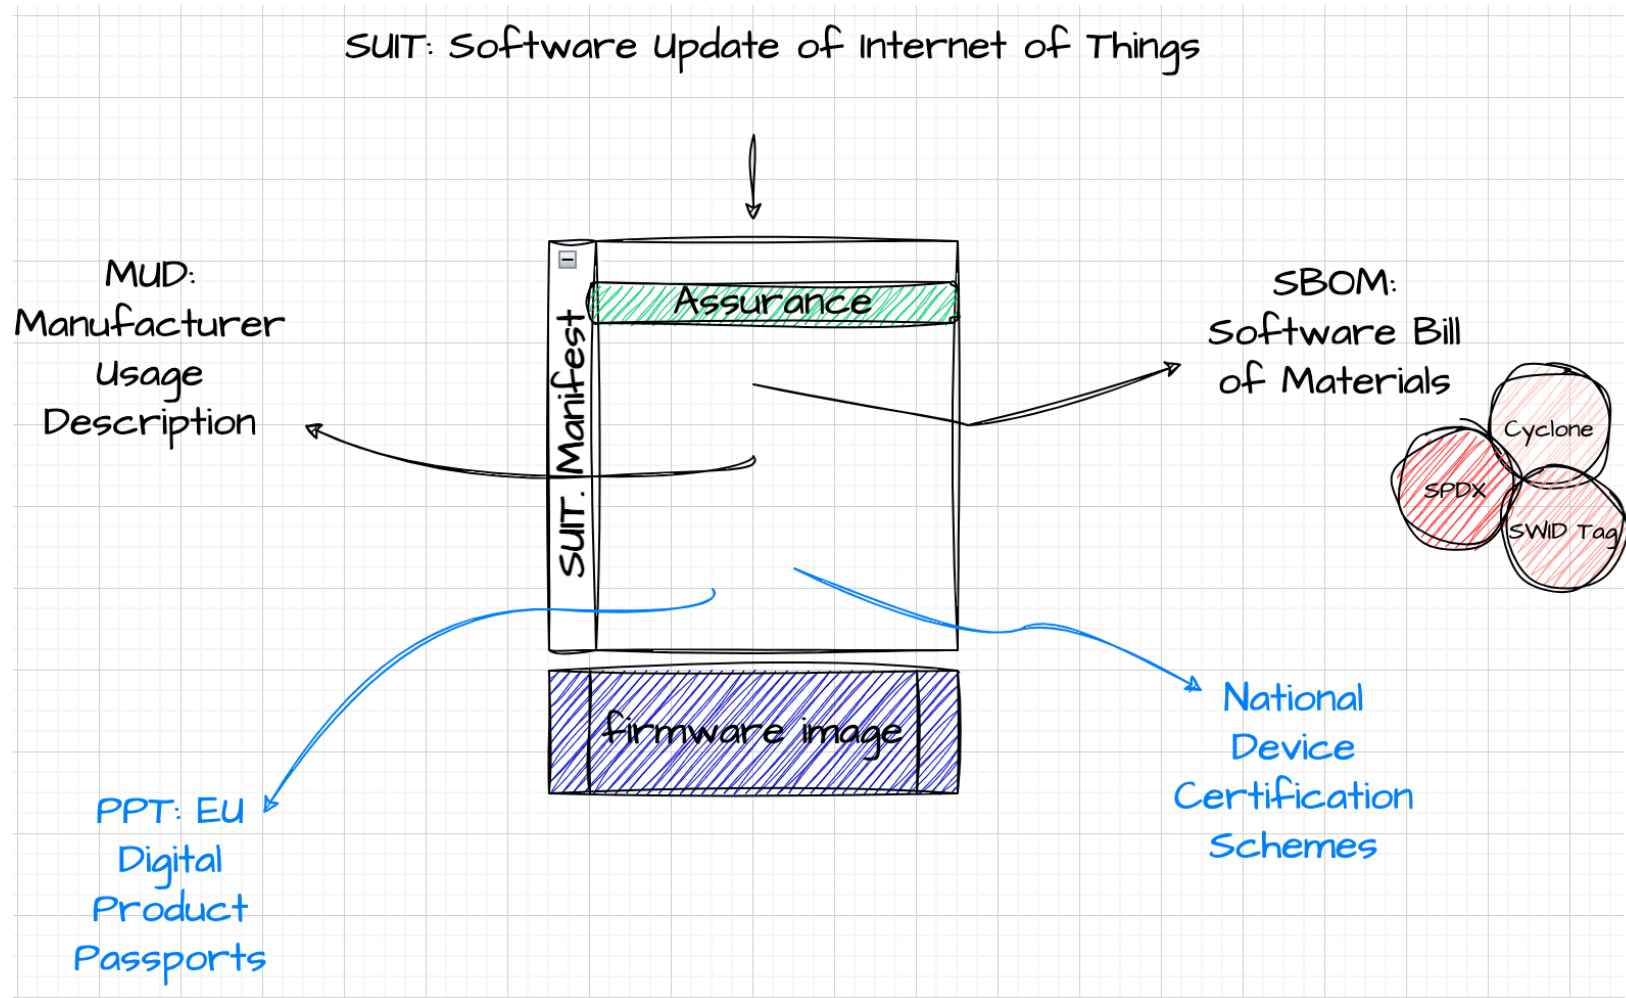 SUIT: Software Update of Internet of Things
MUD:
Manufacturer
Usage
Description
SUIT. Manifest
Assurance
SBOM:
Software Bill
of Materials
Cyclone
SPDX
SWID Tag
firmware image
PPT: EU
Digital
Product
Passports
National
Device
Certification
Schemes